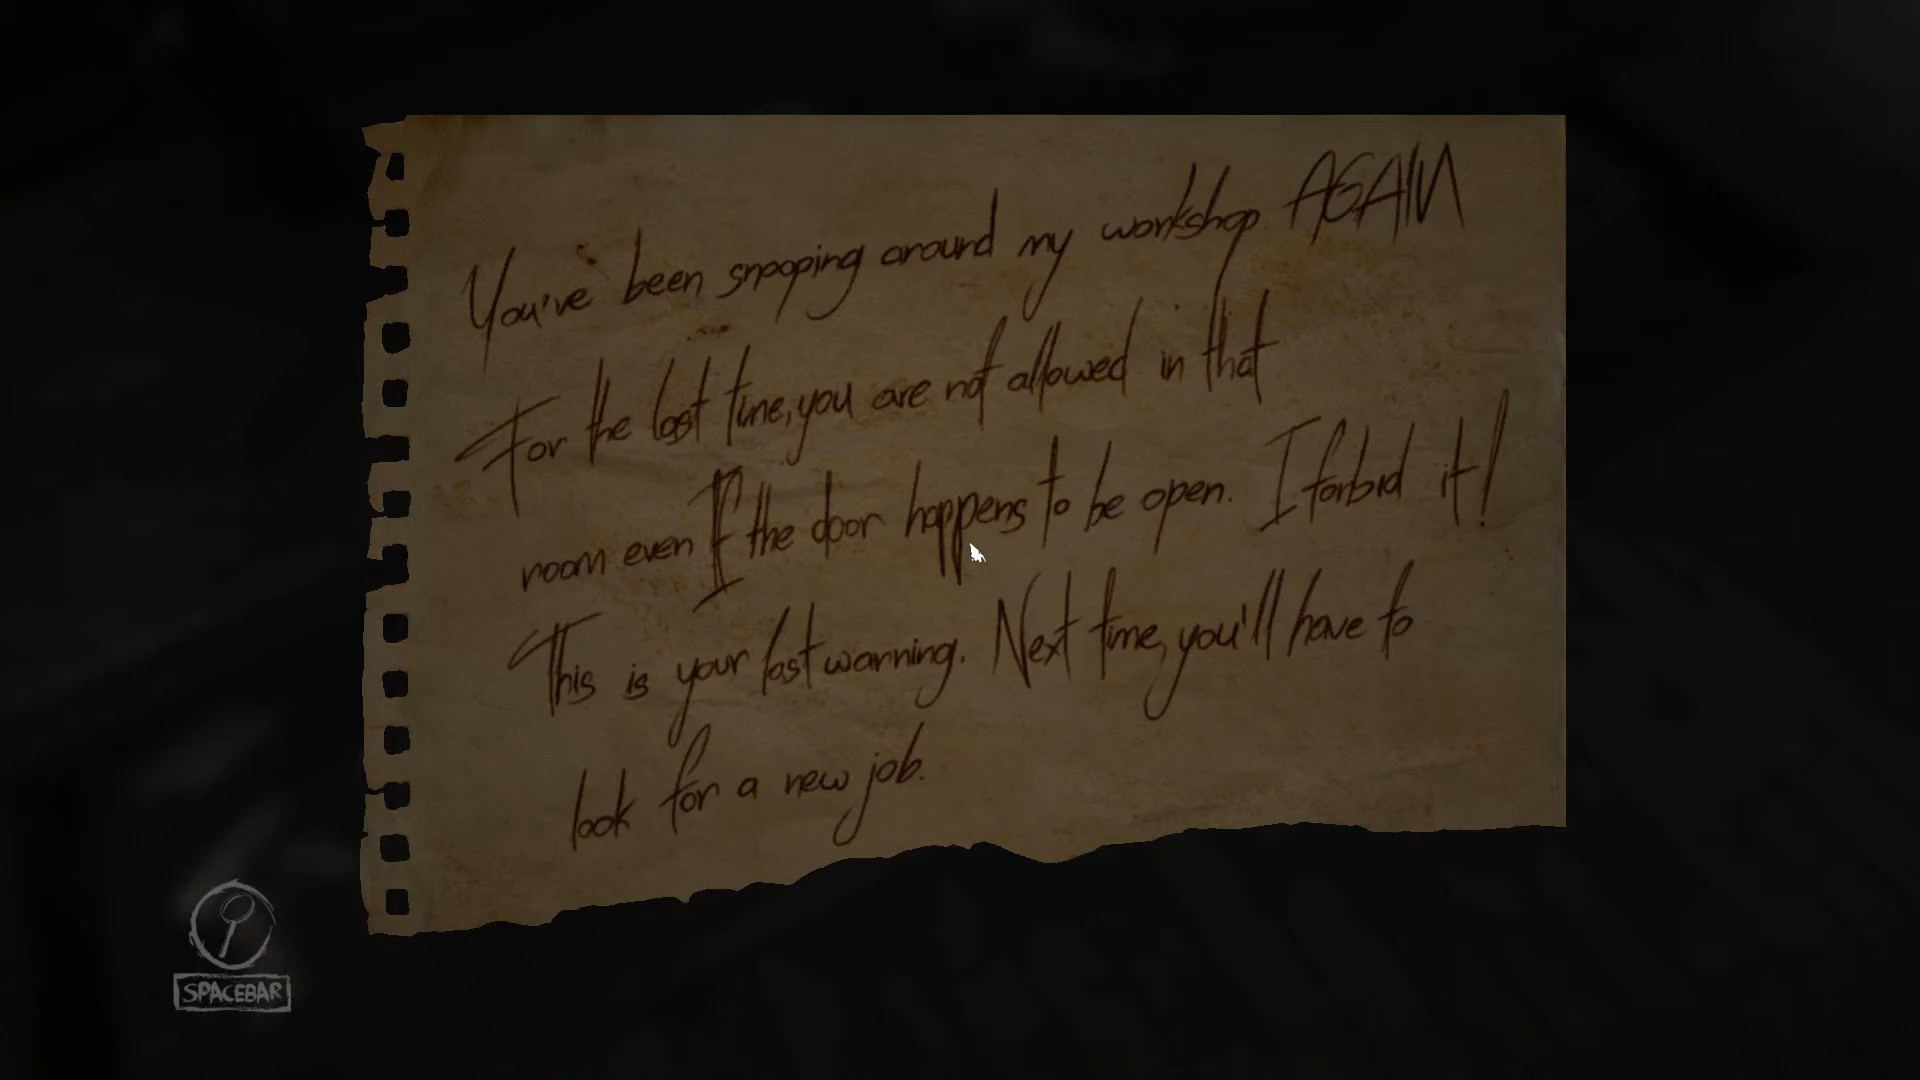 You've been snooping around my workshop. AGAIN
For the last time, you are not allowed in that
room even If the door happens to be open. I forbid it!
This is your last warning. Next time, you'll have to
look for a new job.
SPACEBAR